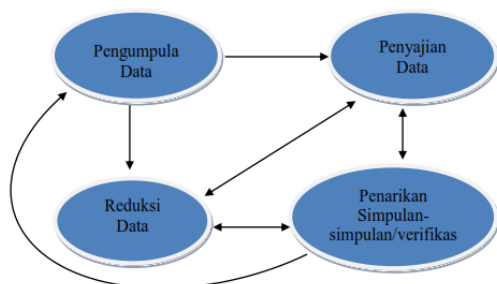 Pengumpula
Data
Penyajian
Data
Reduksi
Data
Penarikan
Simpulan-
simpulan/verifikas